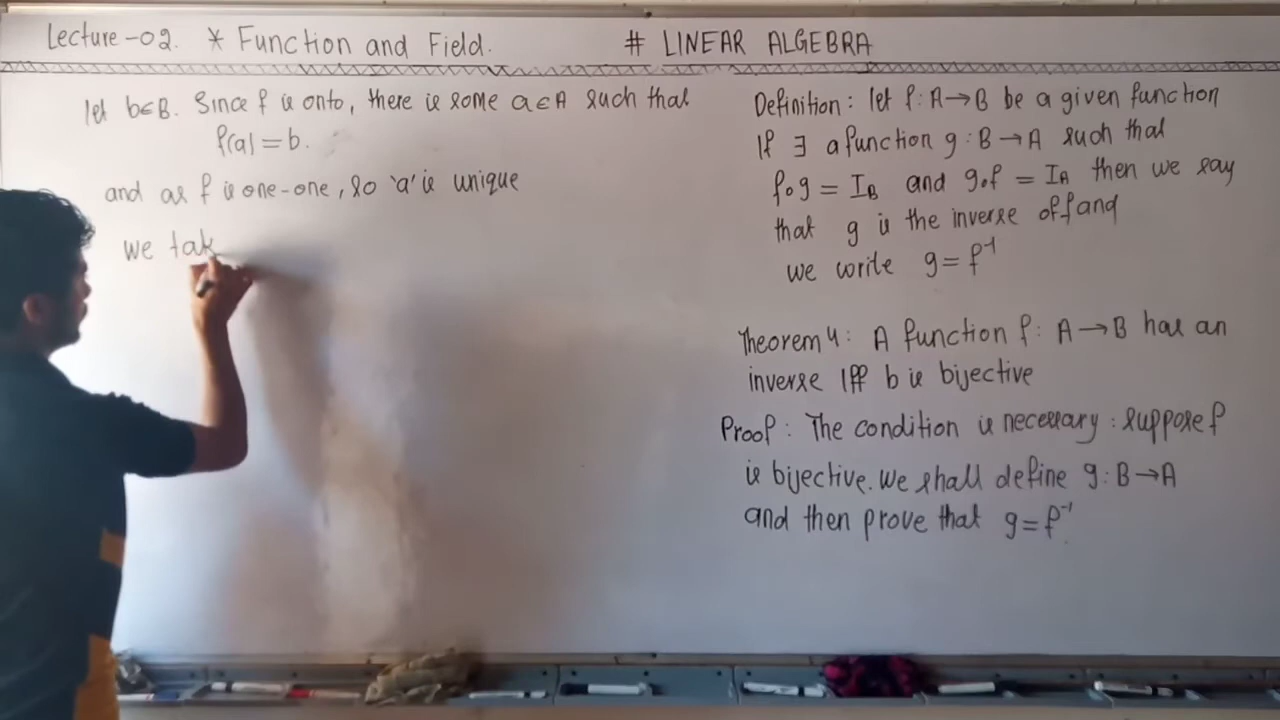 Lecture-02. * Function and Field. # LINEAR ALGEBRA
let b∈B. Since f is onto, there is some a∈A such that
f(a) = b.
and as f is one-one, so 'a' is unique
we tak
Definition: let f: A→B be a given function
If ∃ a function g: B→A such that
f∘g = I_B and g∘f = I_A then we say
that g is the inverse of f and
we write g = f⁻¹
Theorem 4: A function f: A→B has an
inverse iff b is bijective
Proof: The condition is necessary: suppose f
is bijective. we shall define g: B→A
and then prove that g = f⁻¹